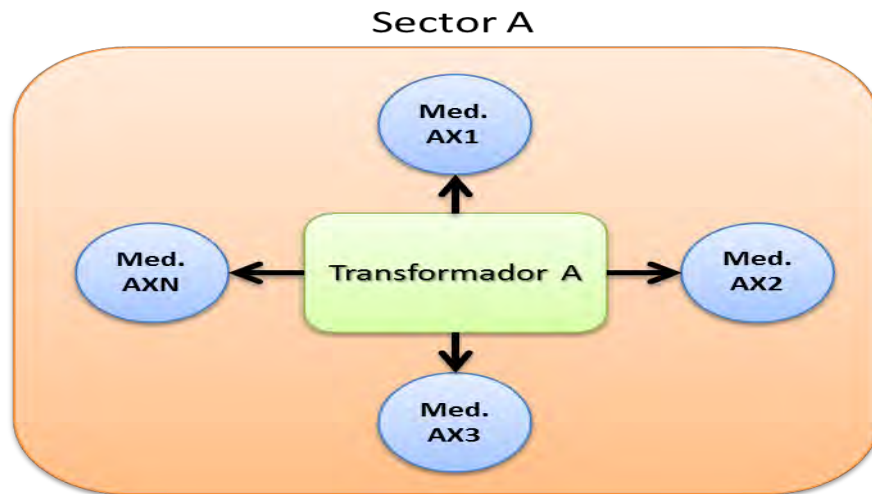 Sector A
Med.
AX1
Med.
AXN
Transformador A
Med.
AX2
Med.
AX3